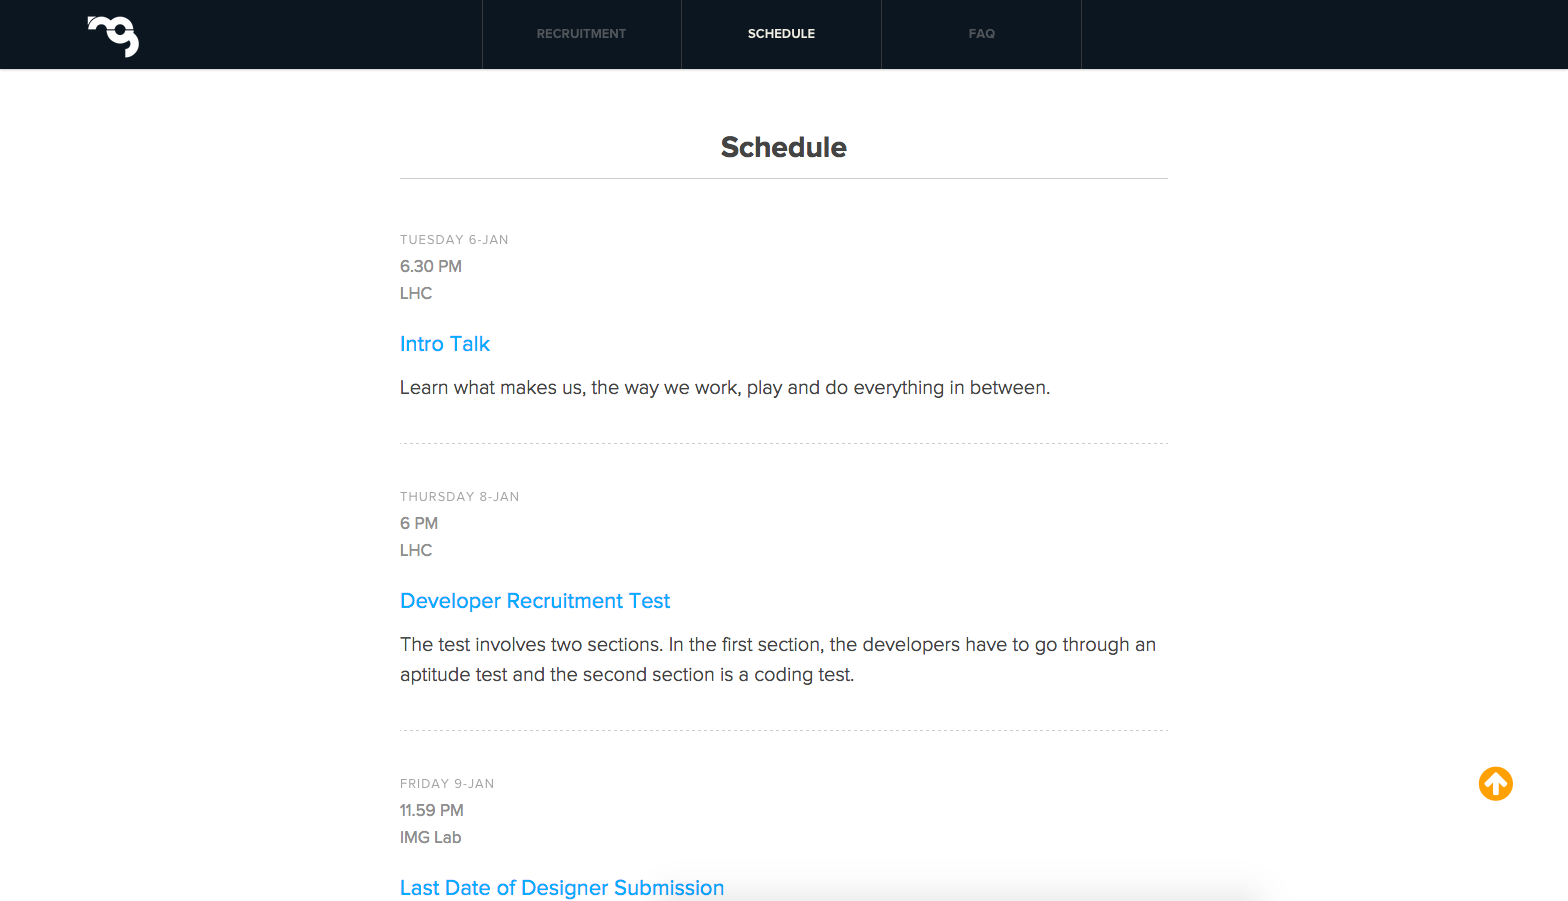 RECRUITMENT
SCHEDULE
FAQ
Schedule
TUESDAY 6-JAN
6.30 PM
LHC
Intro Talk
Learn what makes us, the way we work, play and do everything in between.
THURSDAY 8-JAN
6 PM
LHC
Developer Recruitment Test
The test involves two sections. In the first section, the developers have to go through an
aptitude test and the second section is a coding test.
FRIDAY 9-JAN
11.59 PM
IMG Lab
Last Date of Designer Submission